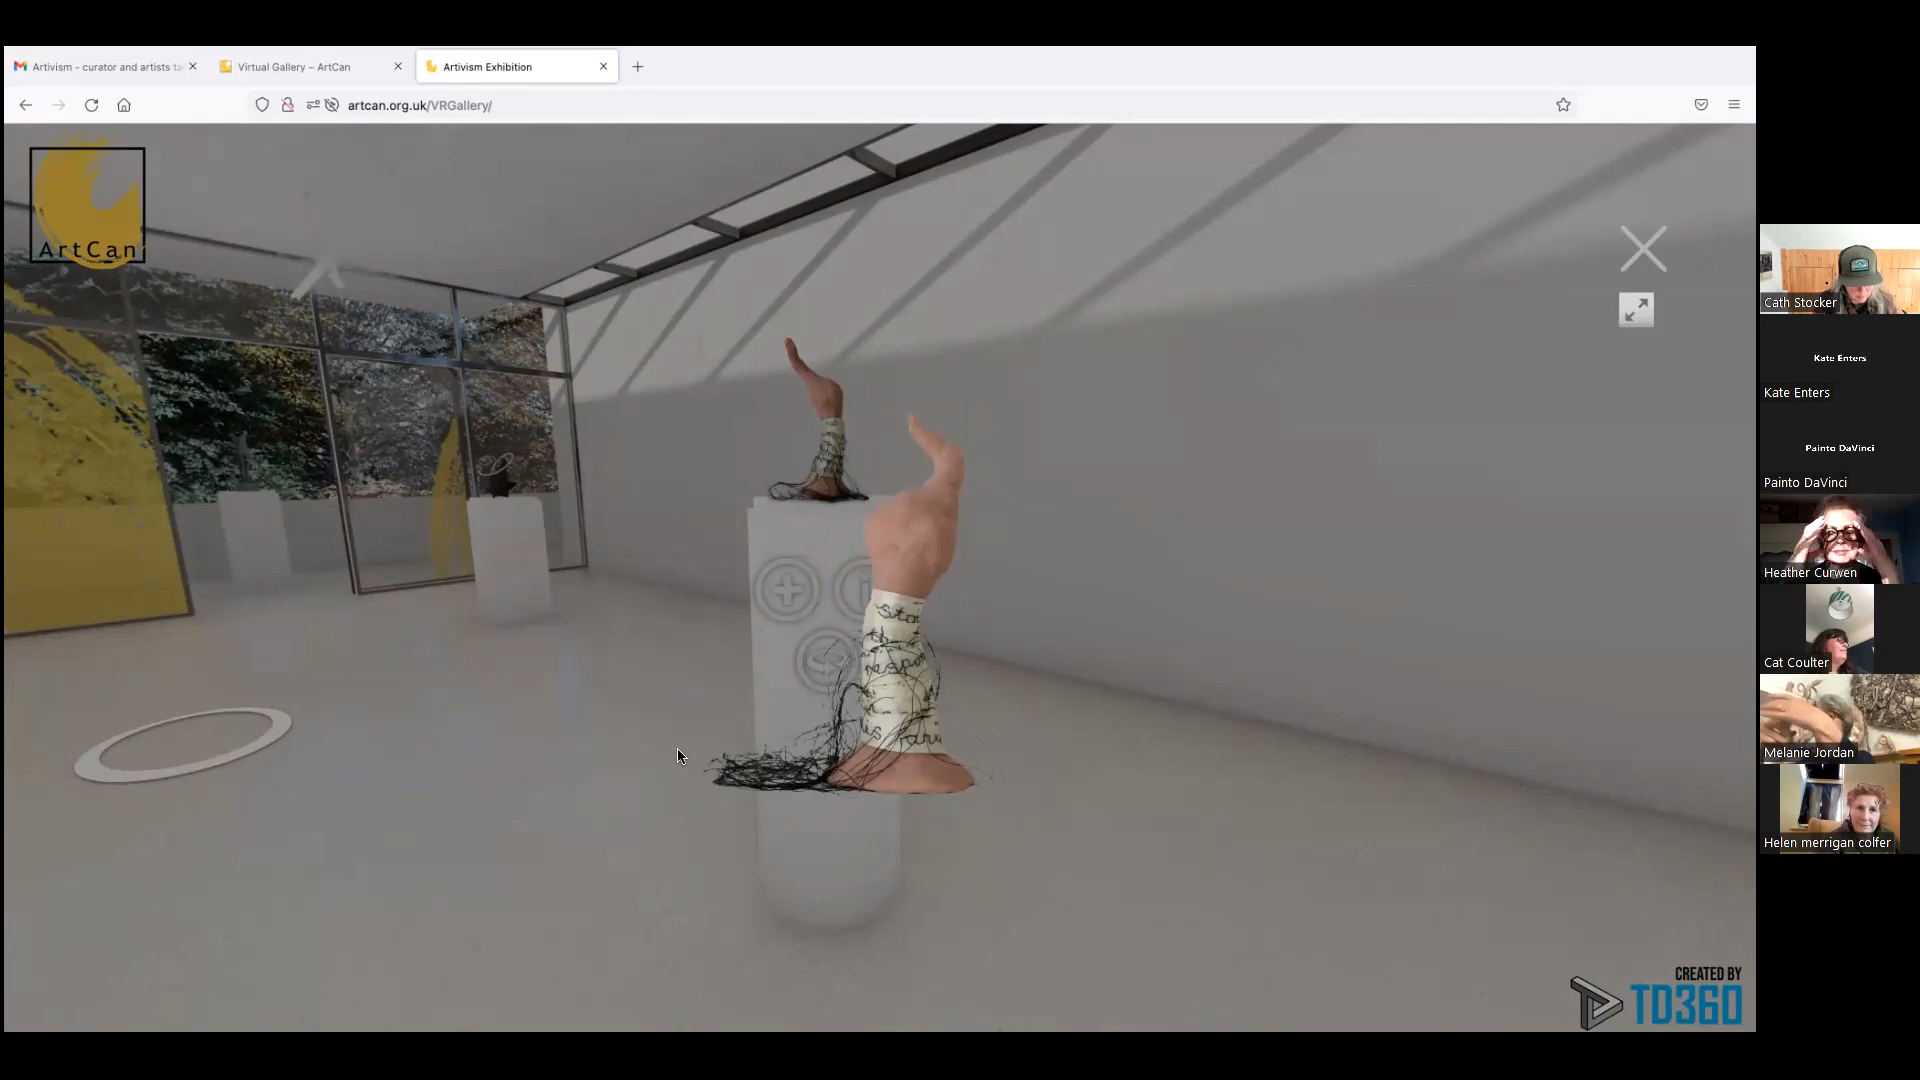 Artivism - curator and artists ta
Virtual Gallery – ArtCan
Artivism Exhibition
artcan.org.uk/VRGallery/
ArtCan
Cath Stocker
Kate Enters
Kate Enters
Painto DaVinci
Painto DaVinci
Heather Curwen
Cat Coulter
Melanie Jordan
Helen merrigan colfer
CREATED BY
TD360